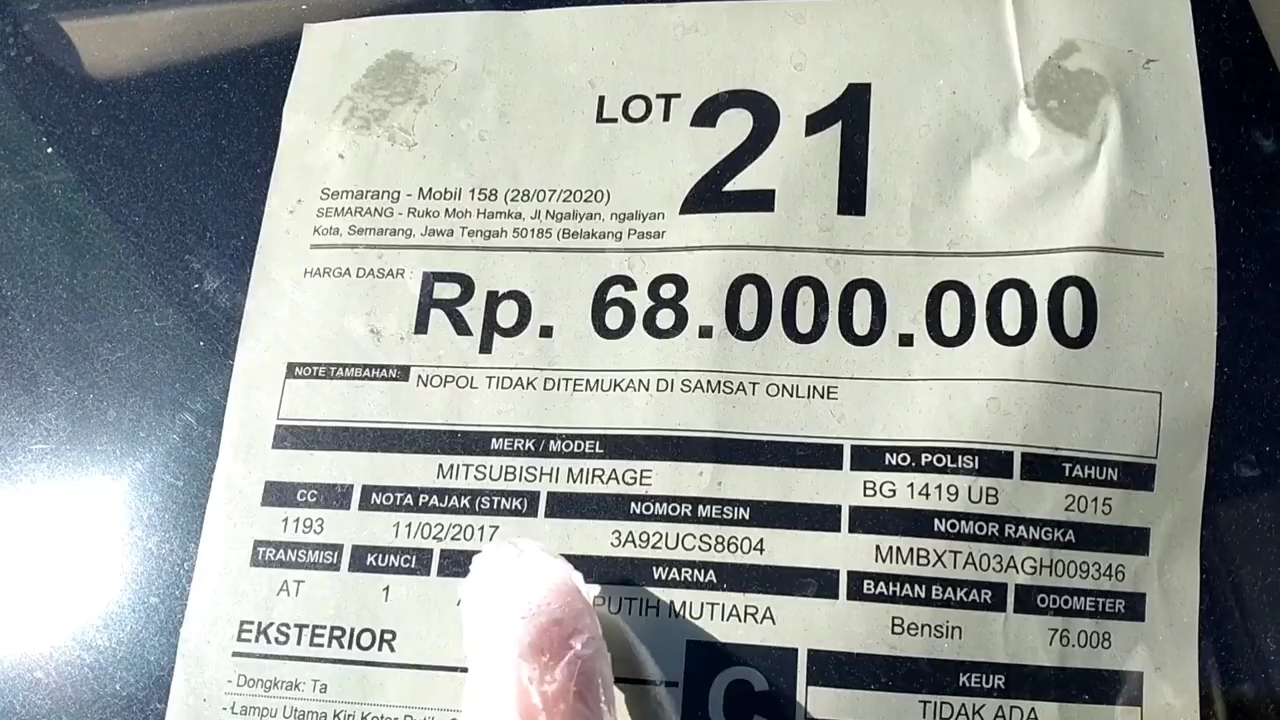 LOT 21
Semarang - Mobil 158 (28/07/2020)
SEMARANG - Ruko Moh Hamka, Jl Ngaliyan, ngaliyan
Kota, Semarang, Jawa Tengah 50185 (Belakang Pasar
HARGA DASAR : Rp. 68.000.000
NOTE TAMBAHAN: NOPOL TIDAK DITEMUKAN DI SAMSAT ONLINE
MERK / MODEL NO. POLISI TAHUN
MITSUBISHI MIRAGE BG 1419 UB 2015
CC NOTA PAJAK (STNK) NOMOR MESIN NOMOR RANGKA
1193 11/02/2017 3A92UCS8604 MMBXTA03AGH009346
TRANSMISI KUNCI WARNA BAHAN BAKAR ODOMETER
AT 1 PUTIH MUTIARA Bensin 76.008
EKSTERIOR
C KEUR
- Dongkrak: Ta
TIDAK ADA
- Lampu Utama Kiri Kotor